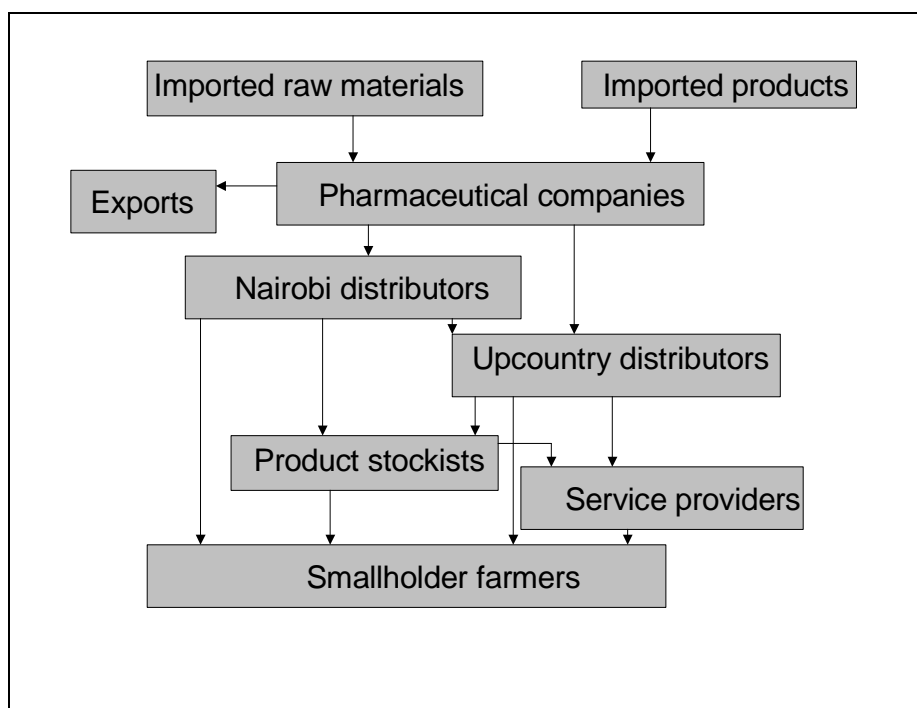 Imported raw materials
Imported products
Pharmaceutical companies
Exports
Nairobi distributors
Upcountry distributors
Product stockists
Service providers
Smallholder farmers